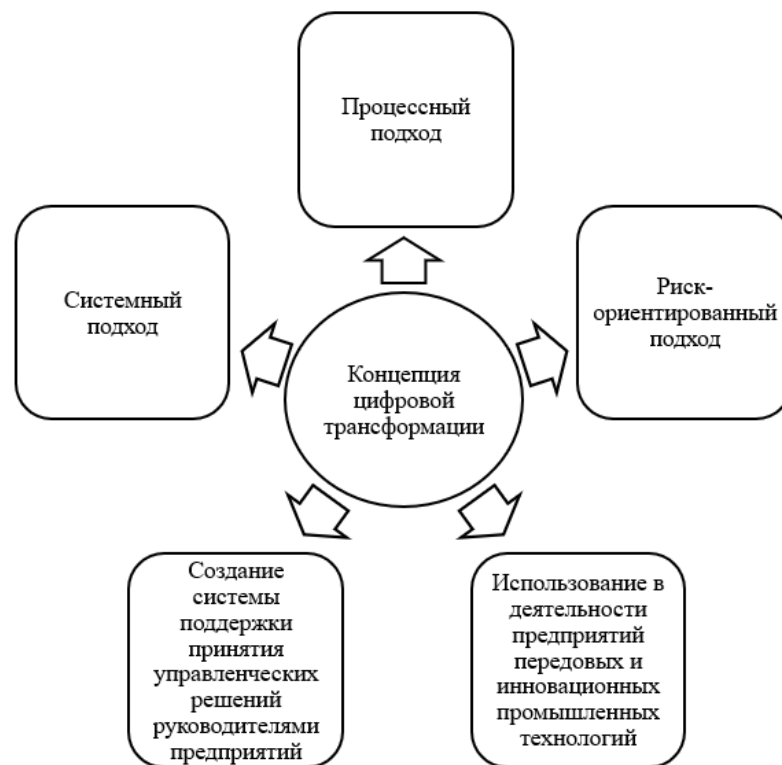 Процессный
подход
Системный
подход
Риск-
ориентированный
подход
Концепция
цифровой
трансформации
Создание
системы
поддержки
принятия
управленческих
решений
руководителями
предприятий
Использование в
деятельности
предприятий
передовых и
инновационных
промышленных
технологий